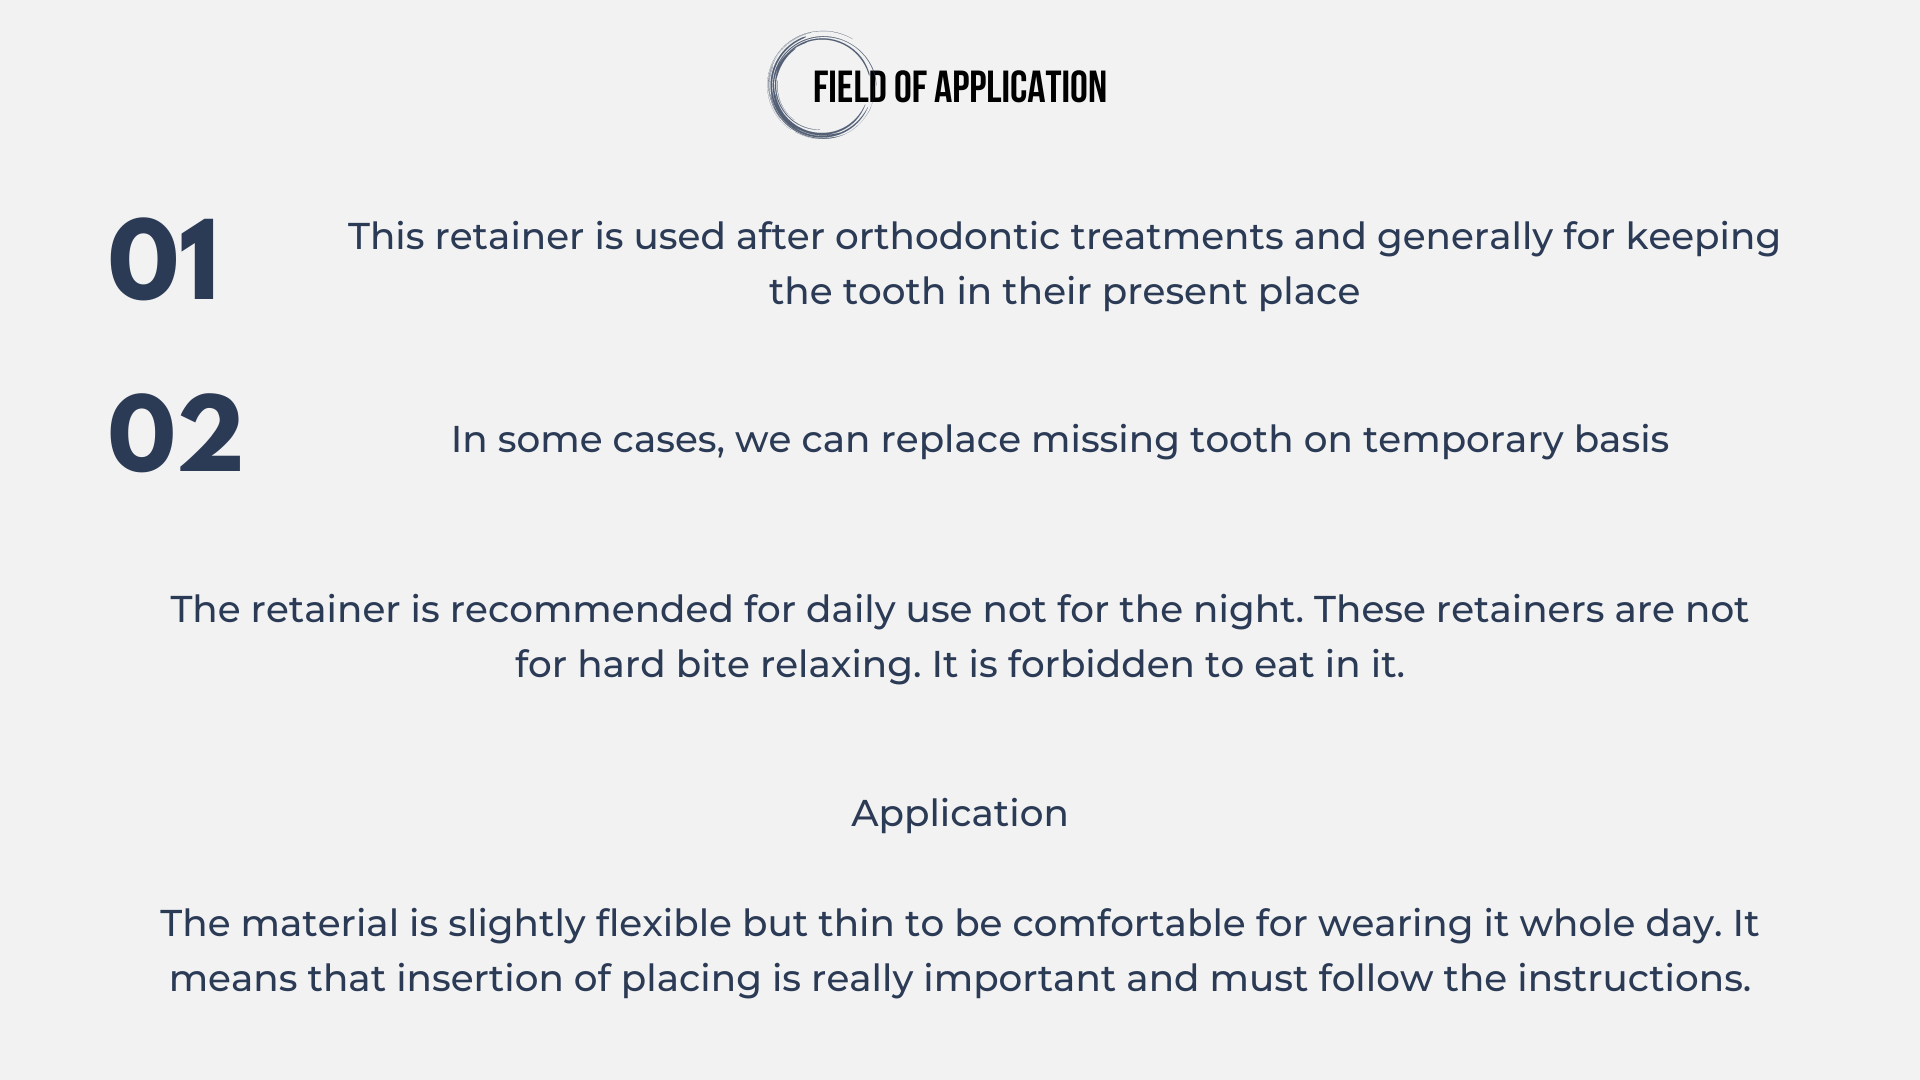 FIELD OF APPLICATION
01
This retainer is used after orthodontic treatments and generally for keeping
the tooth in their present place
02
In some cases, we can replace missing tooth on temporary basis
The retainer is recommended for daily use not for the night. These retainers are not
for hard bite relaxing. It is forbidden to eat in it.
Application
The material is slightly flexible but thin to be comfortable for wearing it whole day. It
means that insertion of placing is really important and must follow the instructions.